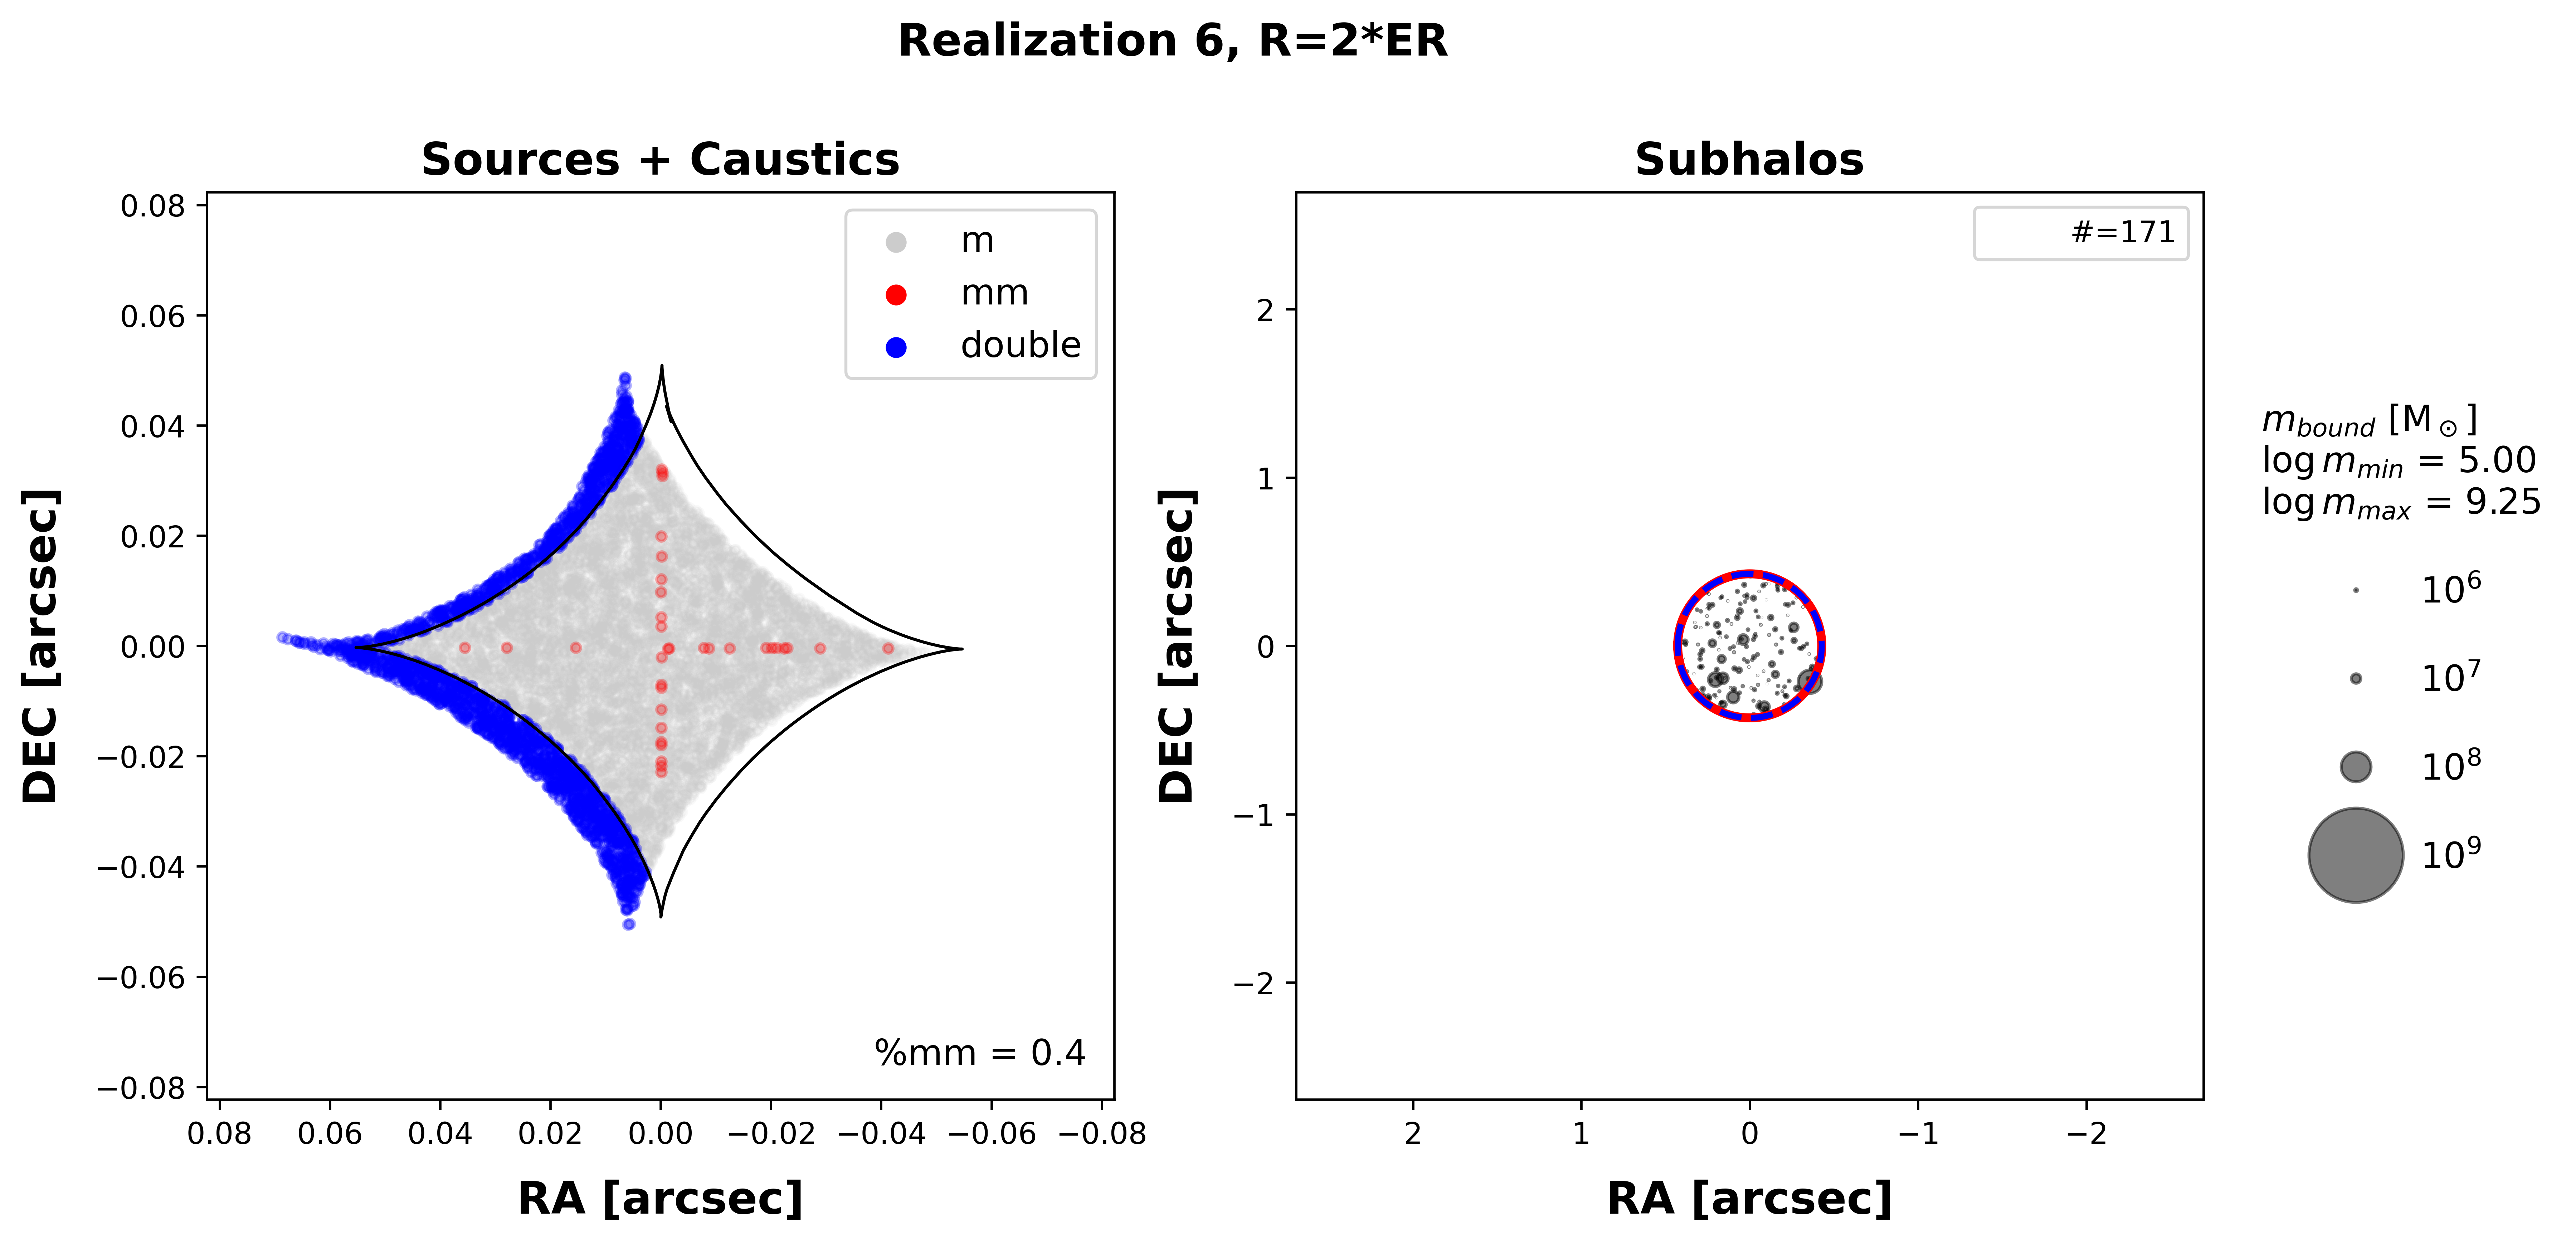 Realization 6, R=2*ER
Sources + Caustics
m
mm
double
%mm = 0.4
0.08
0.06
0.04
0.02
0.00
−0.02
−0.04
−0.06
−0.08
0.08 0.06 0.04 0.02 0.00 −0.02 −0.04 −0.06 −0.08
DEC [arcsec]
RA [arcsec]
Subhalos
#=171
2
1
0
−1
−2
2 1 0 −1 −2
DEC [arcsec]
RA [arcsec]
m_bound [M_⊙]
log m_min = 5.00
log m_max = 9.25
10^6
10^7
10^8
10^9